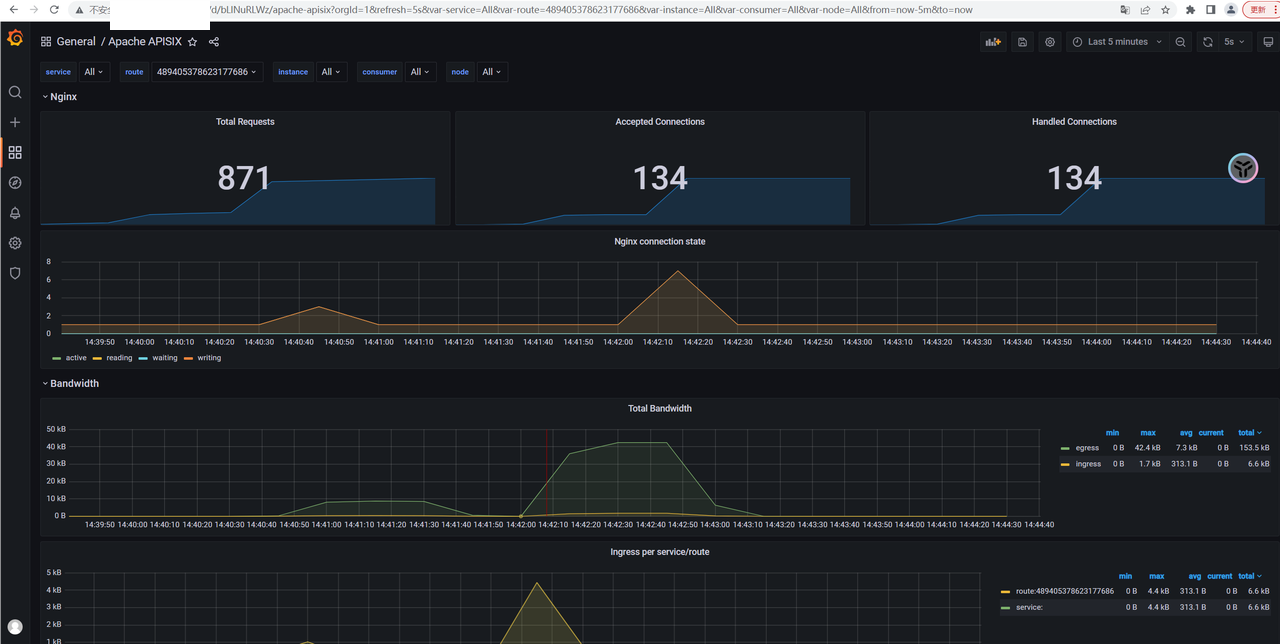 不安全
/d/bLlNuRLWz/apache-apisix?orgId=1&refresh=5s&var-service=All&var-route=489405378623177686&var-instance=All&var-consumer=All&var-node=All&from=now-5m&to=now
更新
General / Apache APISIX
Last 5 minutes
5s
service All route 489405378623177686 instance All consumer All node All
Nginx
Total Requests
871
Accepted Connections
134
Handled Connections
134
Nginx connection state
8
6
4
2
0
14:39:50 14:40:00 14:40:10 14:40:20 14:40:30 14:40:40 14:40:50 14:41:00 14:41:10 14:41:20 14:41:30 14:41:40 14:41:50 14:42:00 14:42:10 14:42:20 14:42:30 14:42:40 14:42:50 14:43:00 14:43:10 14:43:20 14:43:30 14:43:40 14:43:50 14:44:00 14:44:10 14:44:20 14:44:30 14:44:40
active reading waiting writing
Bandwidth
Total Bandwidth
50 kB
40 kB
30 kB
20 kB
10 kB
0 B
14:39:50 14:40:00 14:40:10 14:40:20 14:40:30 14:40:40 14:40:50 14:41:00 14:41:10 14:41:20 14:41:30 14:41:40 14:41:50 14:42:00 14:42:10 14:42:20 14:42:30 14:42:40 14:42:50 14:43:00 14:43:10 14:43:20 14:43:30 14:43:40 14:43:50 14:44:00 14:44:10 14:44:20 14:44:30 14:44:40
min max avg current total
egress 0 B 42.4 kB 7.3 kB 0 B 153.5 kB
ingress 0 B 1.7 kB 313.1 B 0 B 6.6 kB
Ingress per service/route
5 kB
4 kB
3 kB
2 kB
1 kB
min max avg current total
route:489405378623177686 0 B 4.4 kB 313.1 B 0 B 6.6 kB
service: 0 B 4.4 kB 313.1 B 0 B 6.6 kB